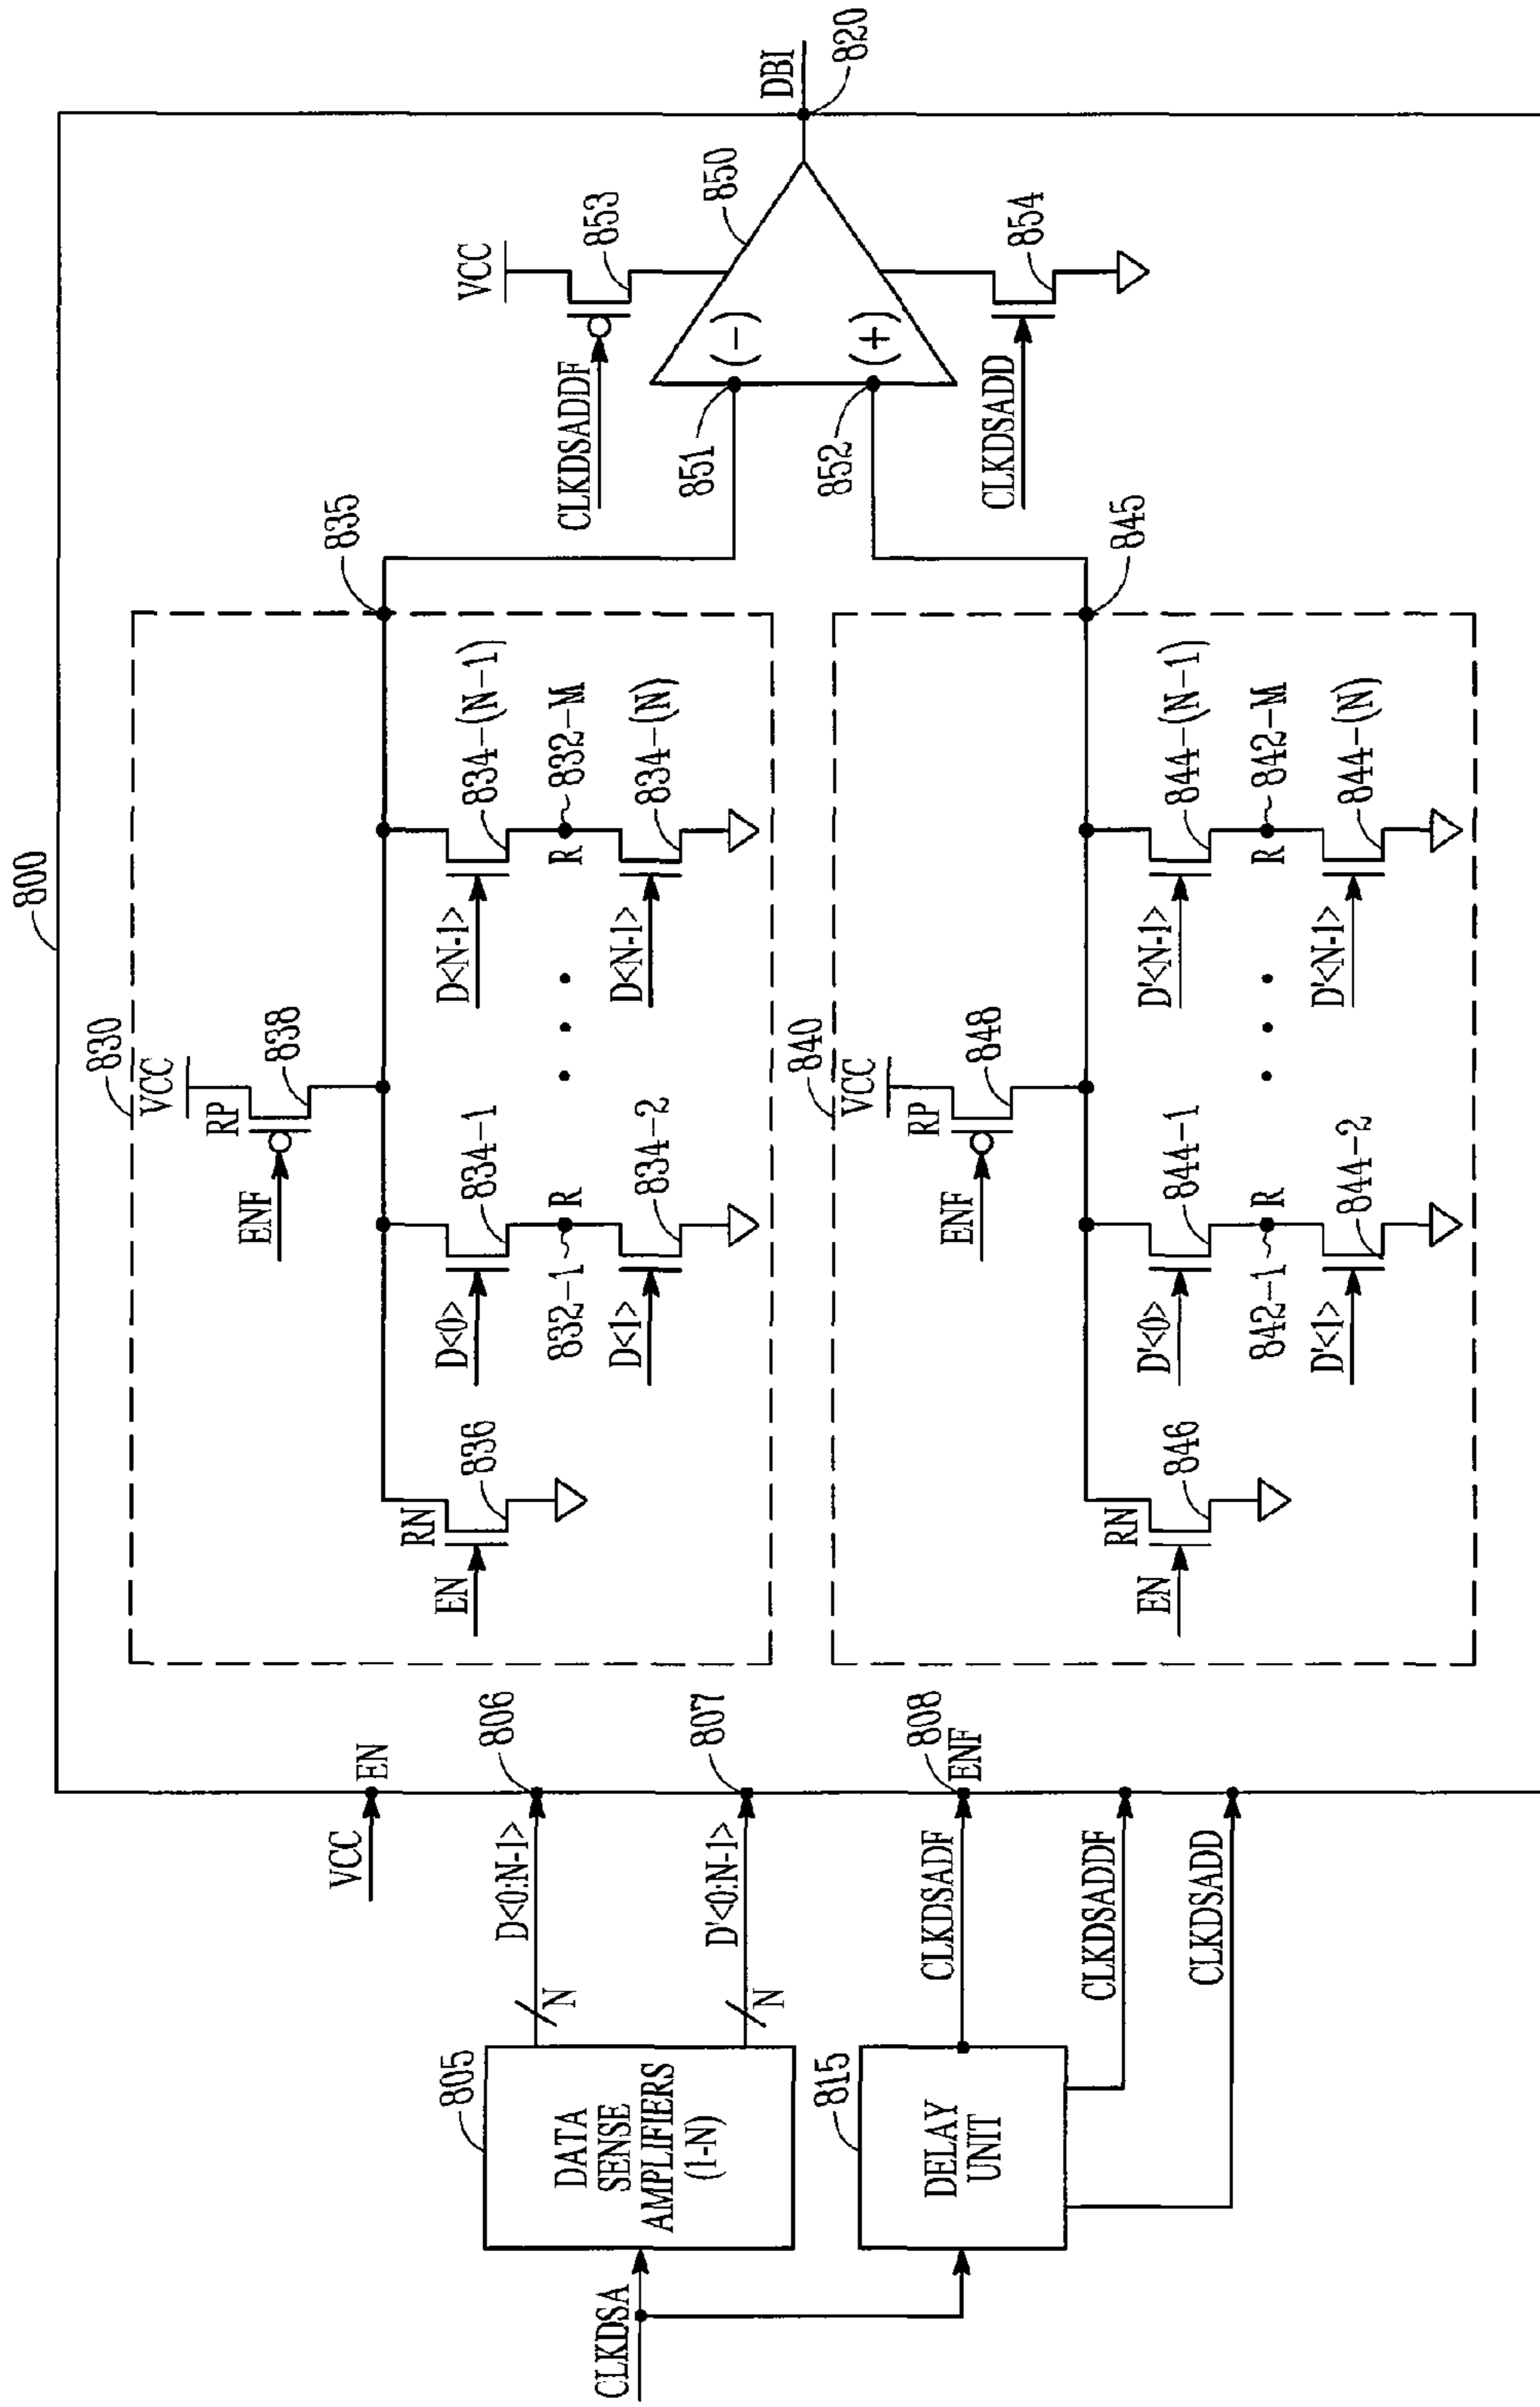 800
VCC
EN
806
D<0:N-1>
N
807
D'<0:N-1>
N
805
DATA
SENSE
AMPLIFIERS
(1-N)
CLKDSA
815
DELAY
UNIT
808
ENF
CLKDSADF
CLKDSADDF
CLKDSADD
830
VCC
RP
838
ENF
835
RN
836
EN
D<0>
834-1
832-1
R
D<1>
834-2
D<N-1>
834-(N-1)
R
832-M
D<N-1>
834-(N)
840
VCC
RP
848
ENF
845
RN
846
EN
D'<0>
844-1
842-1
R
D'<1>
844-2
D'<N-1>
844-(N-1)
R
842-M
D'<N-1>
844-(N)
VCC
853
CLKDSADDF
850
851
(-)
852
(+)
CLKDSADD
854
DBI
820